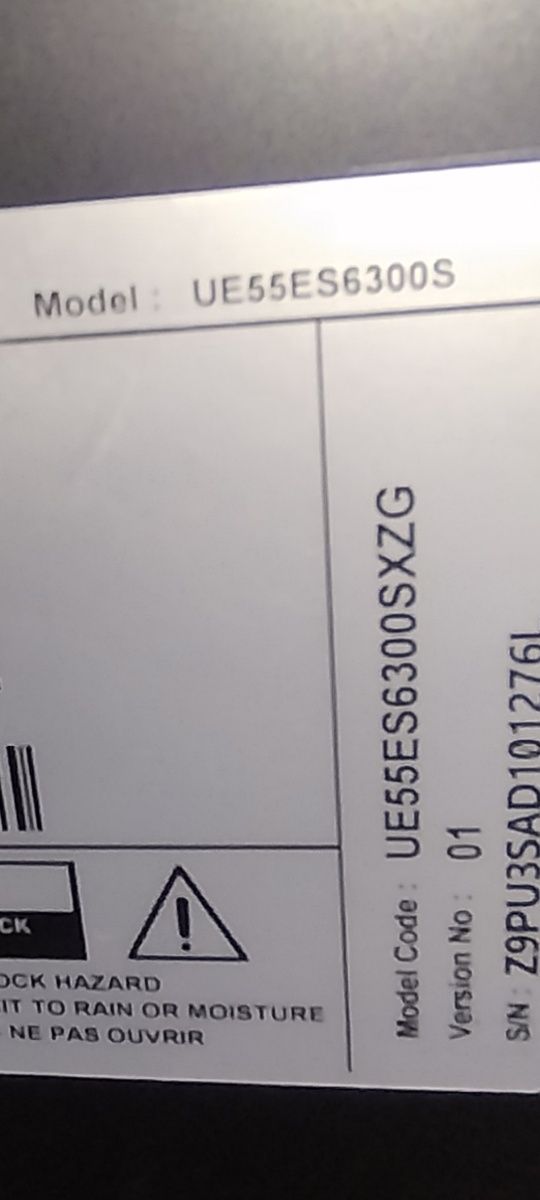 Model : UE55ES6300S
Model Code : UE55ES6300SXZG
Version No : 01
S/N : Z9PU3SAD101276
CK
OCK HAZARD
IT TO RAIN OR MOISTURE
NE PAS OUVRIR